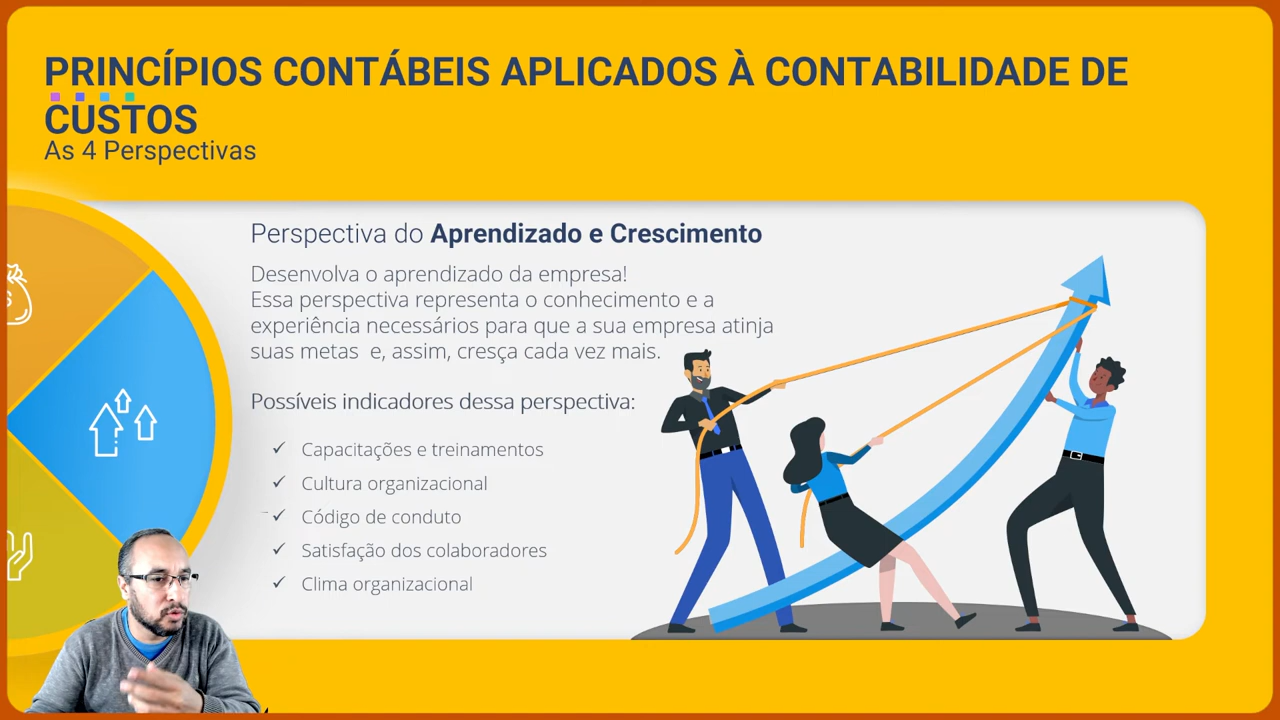 PRINCÍPIOS CONTÁBEIS APLICADOS À CONTABILIDADE DE
CUSTOS
As 4 Perspectivas
Perspectiva do Aprendizado e Crescimento
Desenvolva o aprendizado da empresa!
Essa perspectiva representa o conhecimento e a
experiência necessários para que a sua empresa atinja
suas metas e, assim, cresça cada vez mais.
Possíveis indicadores dessa perspectiva:
✓ Capacitações e treinamentos
✓ Cultura organizacional
✓ Código de conduto
✓ Satisfação dos colaboradores
✓ Clima organizacional